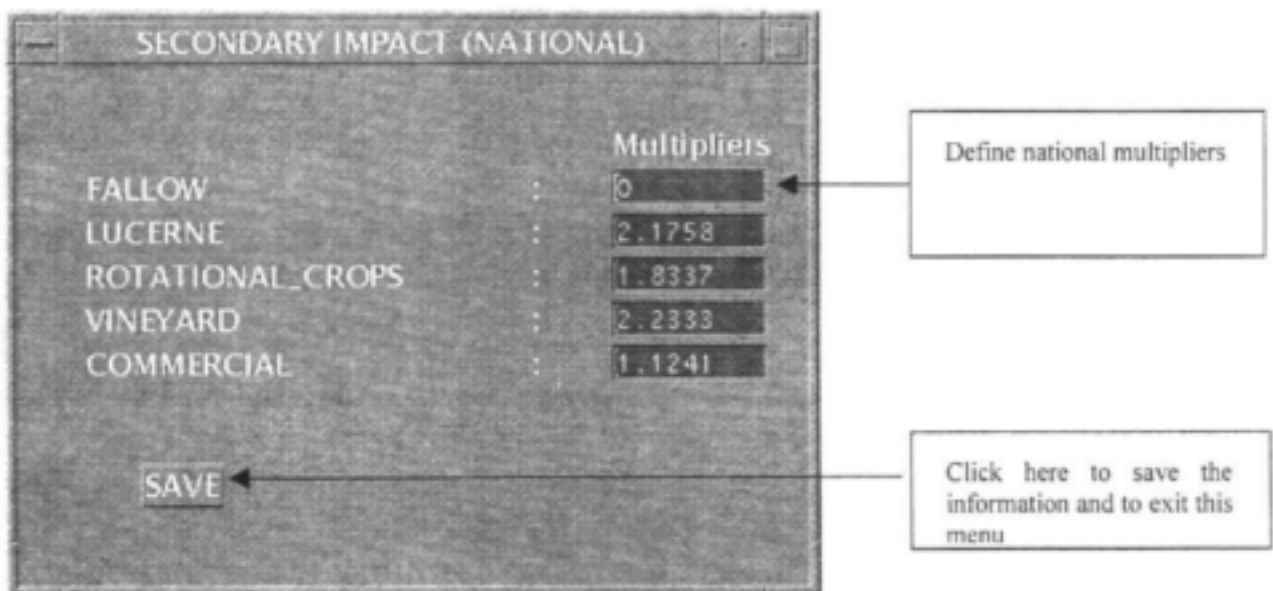 SECONDARY IMPACT (NATIONAL)
Multipliers
FALLOW : 0
LUCERNE : 2.1758
ROTATIONAL_CROPS : 1.8337
VINEYARD : 2.2333
COMMERCIAL : 1.1241
SAVE
Define national multipliers
Click here to save the
information and to exit this
menu